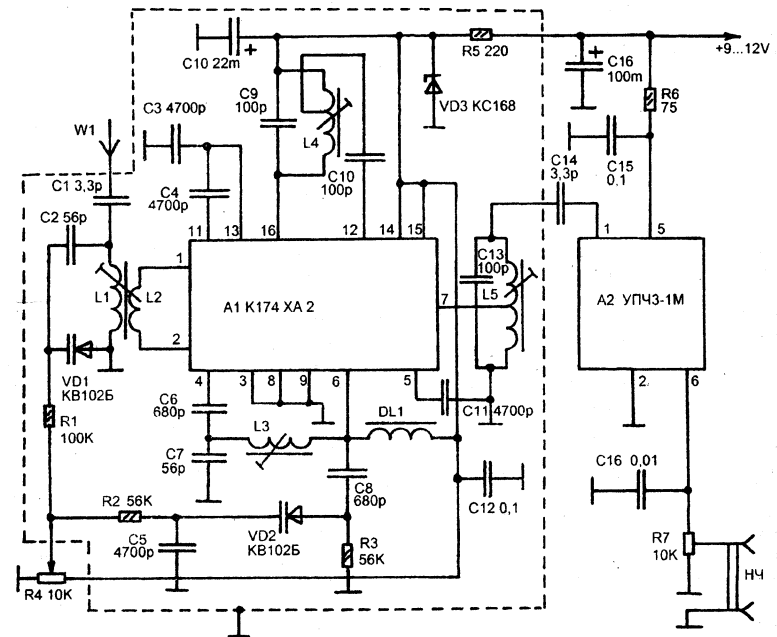 +9...12V
C10 22m
+
R5 220
+
C16
100m
C3 4700p
C9
100p
VD3 KC168
R6
75
W1
L4
C15
0,1
C14
3,3p
C1 3,3p
C4
4700p
C10
100p
C2 56p
11
13
16
12
14
15
1
5
C13
100p
1
L1
L2
A1 K174 XA 2
7
L5
A2 УПЧЗ-1М
2
4
3
8
9
6
5
2
6
VD1
КВ102Б
C6
680p
C11 4700p
DL1
R1
100K
L3
C7
56p
C8
680p
C16 0,01
C12 0,1
R2 56K
VD2
КВ102Б
C5
4700p
R3
56K
R7
10K
НЧ
R4 10K